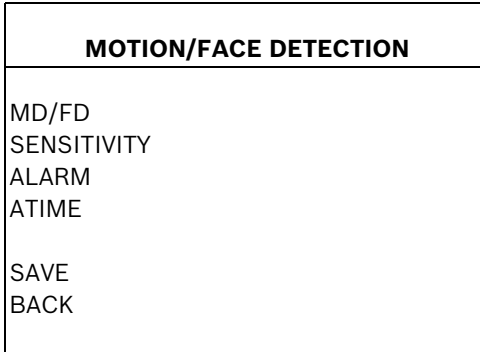 MOTION/FACE DETECTION
MD/FD
SENSITIVITY
ALARM
ATIME
SAVE
BACK